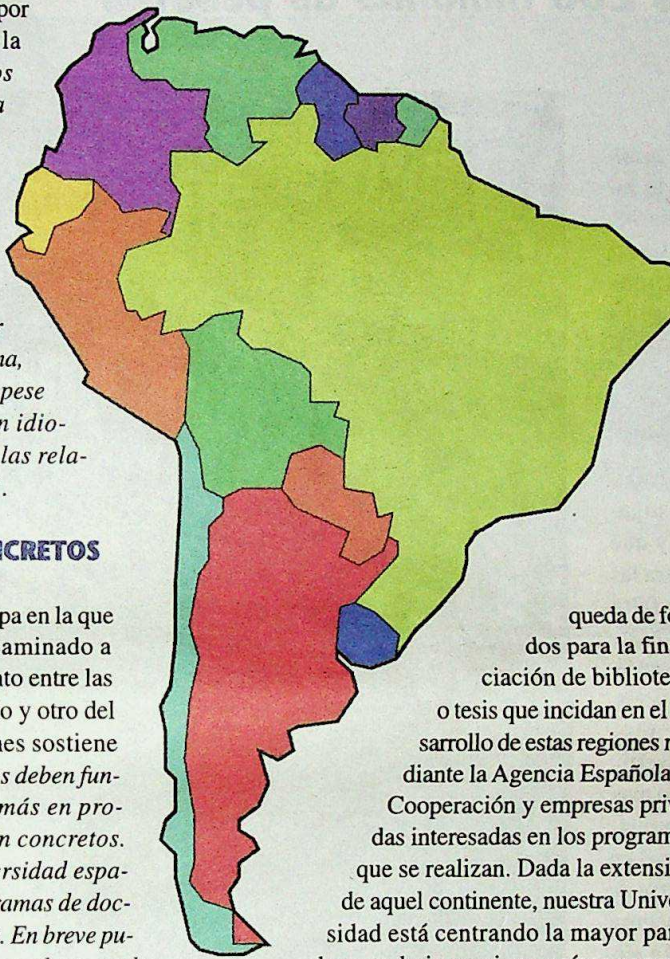 por
la
os
a
na,
pese
n idio-
las rela-
.
NCRETOS
pa en la que
aminado a
nto entre las
o y otro del
nes sostiene
s deben fun-
más en pro-
n concretos.
ersidad espa-
ramas de doc-
. En breve pu-
queda de fo
dos para la fin
ciación de bibliote
o tesis que incidan en el
sarrollo de estas regiones m
diante la Agencia Española
Cooperación y empresas priv
das interesadas en los program
que se realizan. Dada la extensi
de aquel continente, nuestra Unive
sidad está centrando la mayor par